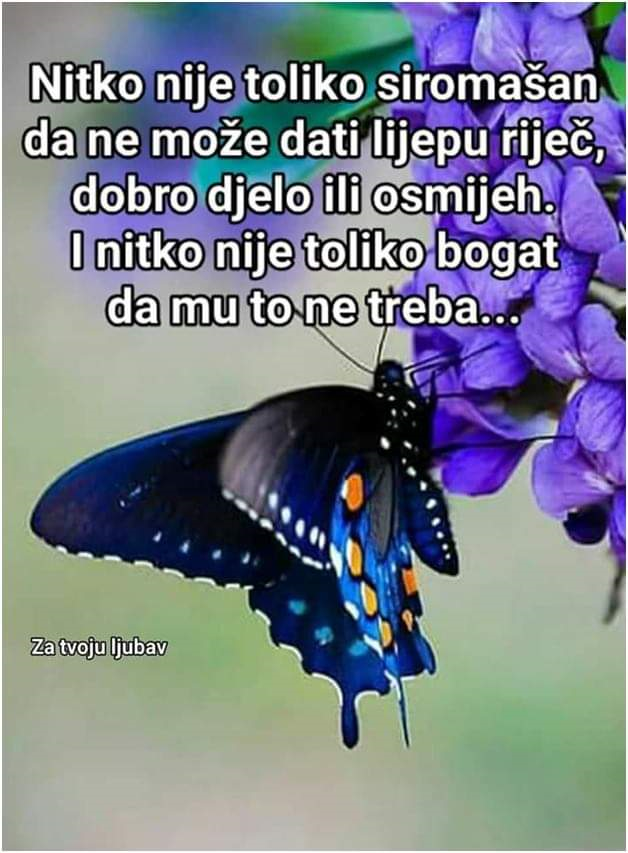 Nitko nije toliko siromašan
da ne može dati lijepu riječ,
dobro djelo ili osmijeh.
I nitko nije toliko bogat
da mu to ne treba...
Za tvoju ljubav